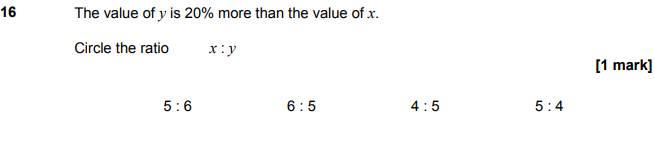 16 The value of y is 20% more than the value of x.
Circle the ratio x : y
[1 mark]
5 : 6 6 : 5 4 : 5 5 : 4